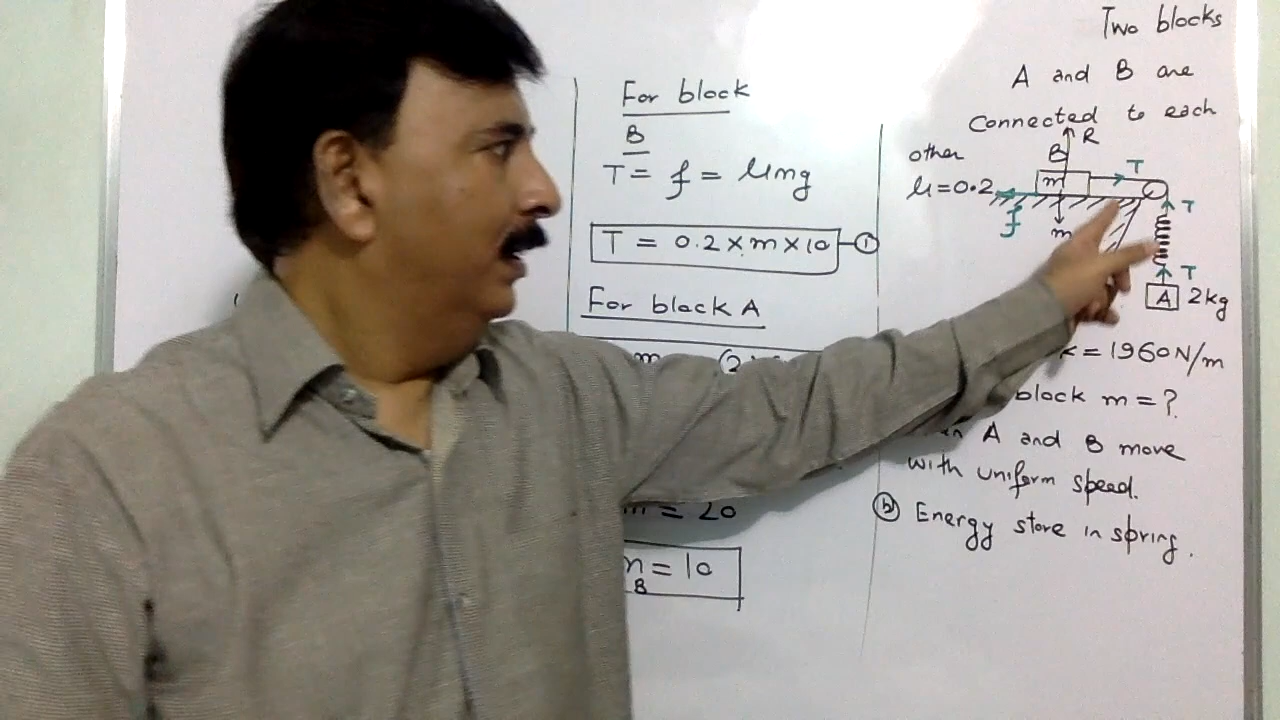 Two blocks
A and B are
Connected to each
other
μ = 0.2
R
B
T
m
f
m
T
T
A 2kg
K = 1960 N/m
block m = ?
A and B move
with uniform speed.
(b) Energy store in spring.
For block
B
T = f = μmg
T = 0.2 × m × 10 — (1)
For block A
m = 20
m = 10
B